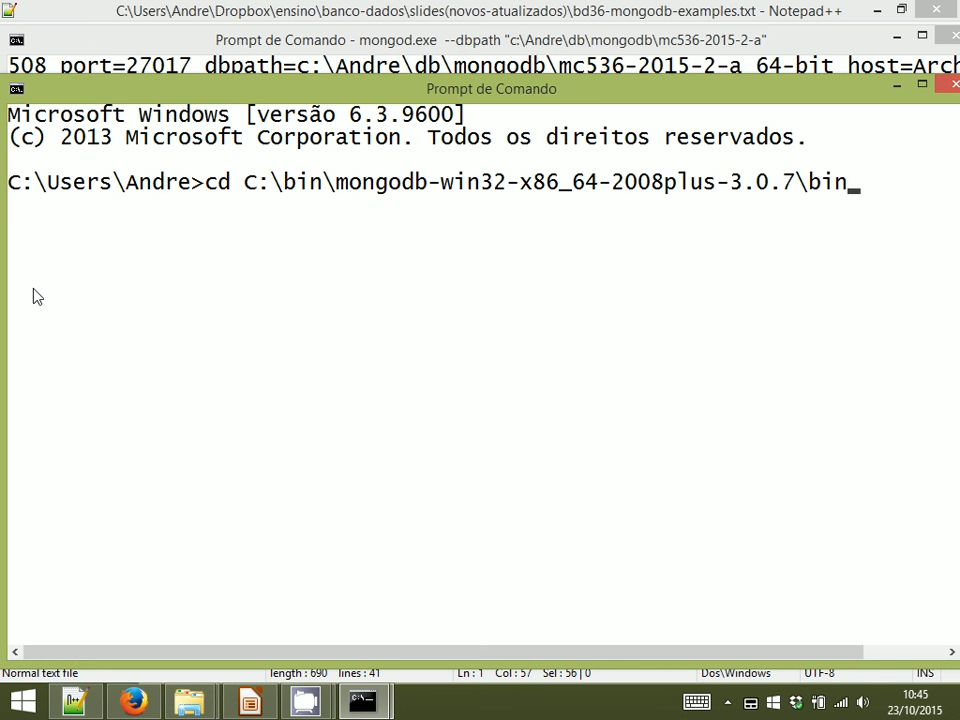 C:\Users\Andre\Dropbox\ensino\banco-dados\slides(novos-atualizados)\bd36-mongodb-examples.txt - Notepad++
Prompt de Comando - mongod.exe --dbpath "c:\Andre\db\mongodb\mc536-2015-2-a"
508 port=27017 dbpath=c:\Andre\db\mongodb\mc536-2015-2-a 64-bit host=Arch
Prompt de Comando
Microsoft Windows [versão 6.3.9600]
(c) 2013 Microsoft Corporation. Todos os direitos reservados.
C:\Users\Andre>cd C:\bin\mongodb-win32-x86_64-2008plus-3.0.7\bin
Normal text file length : 690 lines : 41 Ln : 1 Col : 57 Sel : 56 | 0 Dos\Windows UTF-8 INS
10:45
23/10/2015